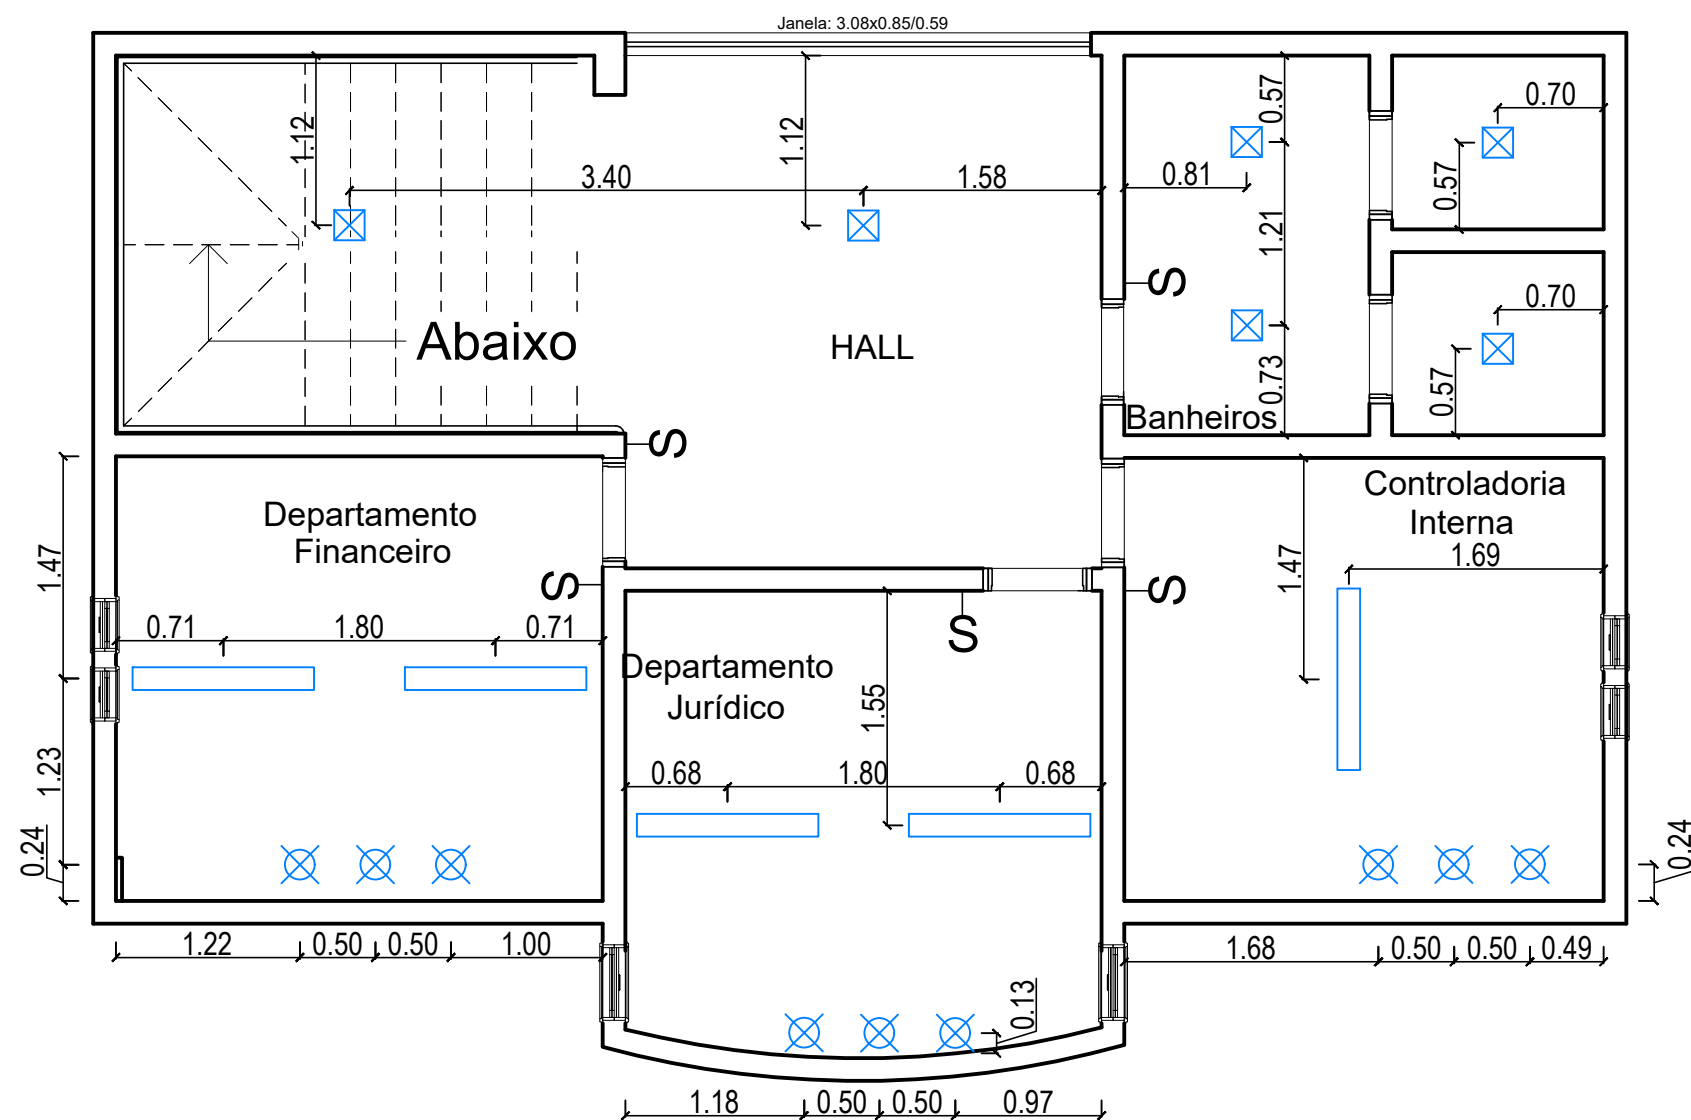 Janela: 3.08x0.85/0.59
0.57
0.70
1.12
1.12
3.40
1.58
0.81
0.57
1.21
S
0.70
Abaixo
HALL
0.73
0.57
Banheiros
S
Controladoria
Interna
Departamento
Financeiro
1.47
1.47
1.69
S
S
S
0.71
1.80
0.71
Departamento
Jurídico
1.55
1.23
0.68
1.80
0.68
0.24
0.24
1.22
0.50
0.50
1.00
1.68
0.50
0.50
0.49
0.13
1.18
0.50
0.50
0.97